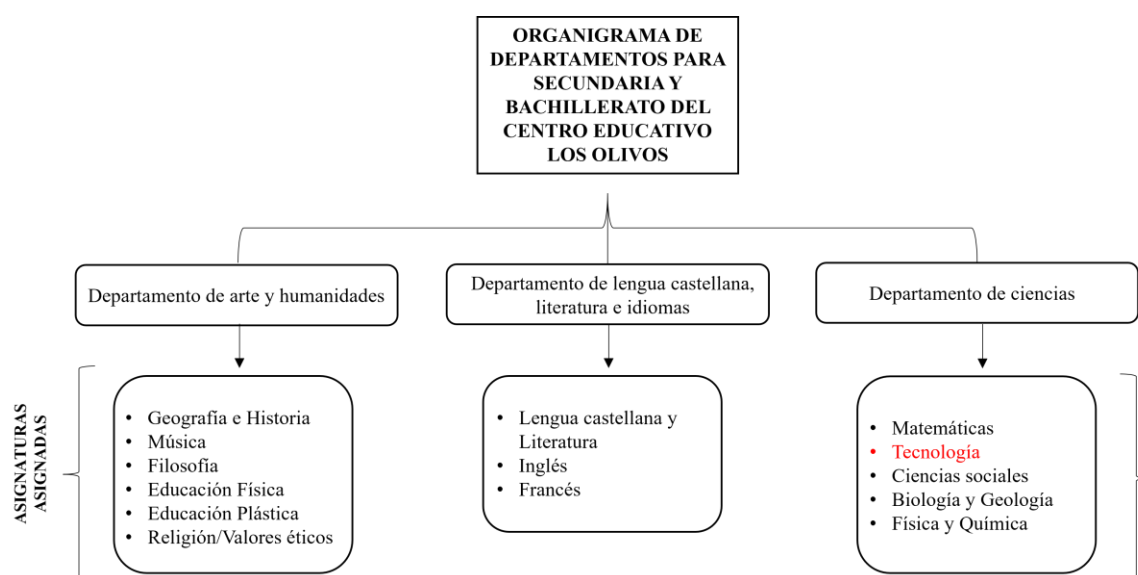 ORGANIGRAMA DE
DEPARTAMENTOS PARA
SECUNDARIA Y
BACHILLERATO DEL
CENTRO EDUCATIVO
LOS OLIVOS
Departamento de arte y humanidades
Departamento de lengua castellana,
literatura e idiomas
Departamento de ciencias
ASIGNATURAS
ASIGNADAS
• Geografía e Historia
• Música
• Filosofía
• Educación Física
• Educación Plástica
• Religión/Valores éticos
• Lengua castellana y
Literatura
• Inglés
• Francés
• Matemáticas
• Tecnología
• Ciencias sociales
• Biología y Geología
• Física y Química